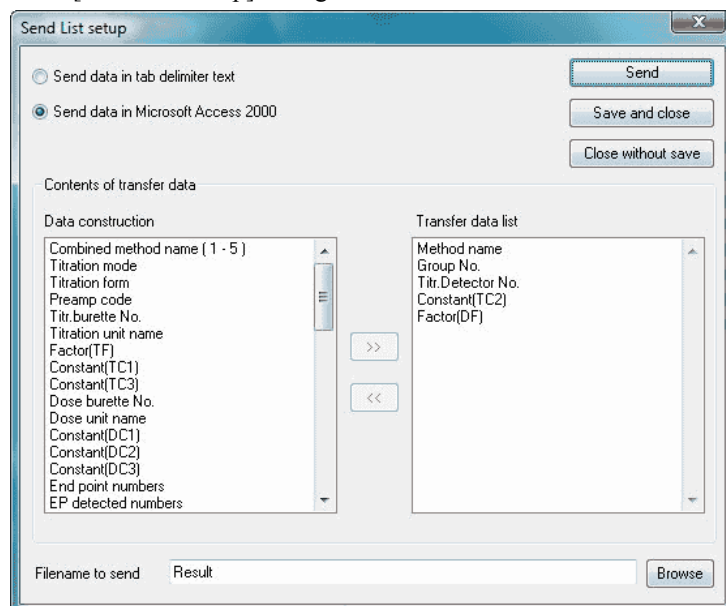 Send List setup
Send data in tab delimiter text
Send
Send data in Microsoft Access 2000
Save and close
Close without save
Contents of transfer data
Data construction
Combined method name ( 1 - 5 )
Titration mode
Titration form
Preamp code
Titr.burette No.
Titration unit name
Factor(TF)
Constant(TC1)
Constant(TC3)
Dose burette No.
Dose unit name
Constant(DC1)
Constant(DC2)
Constant(DC3)
End point numbers
EP detected numbers
>>
<<
Transfer data list
Method name
Group No.
Titr.Detector No.
Constant(TC2)
Factor(DF)
Filename to send
Result
Browse